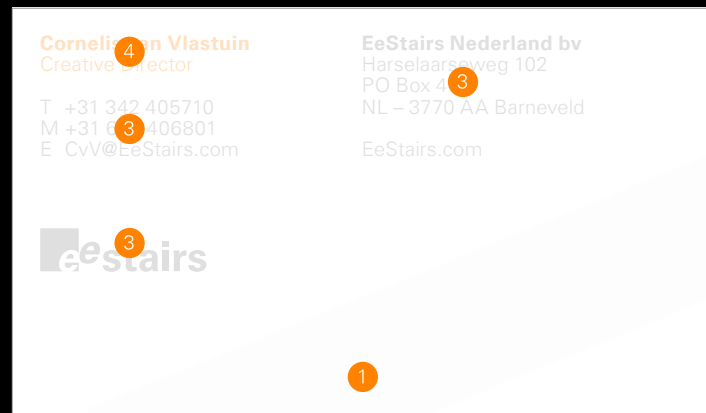 Cornelis van Vlastuin
Creative Director
4
T +31 342 405710
M +31 6 406801
E CvV@EeStairs.com
3
EeStairs Nederland bv
Harselaarseweg 102
PO Box 4
NL – 3770 AA Barneveld
EeStairs.com
3
eestairs
3
1